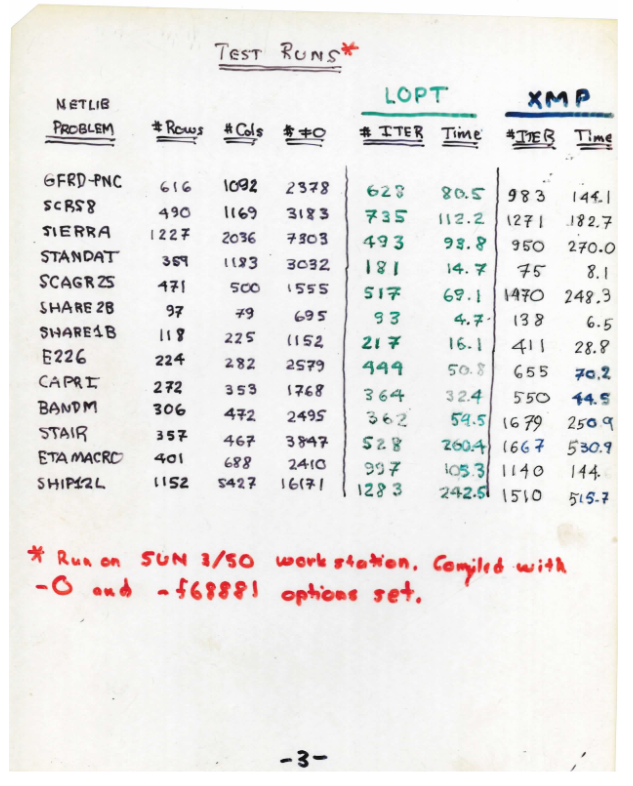 TEST RUNS*
LOPT XMP
NETLIB
PROBLEM # Rows # Cols # ≠0 # ITER Time # ITER Time
GFRD-PNC 616 1092 2378 628 80.5 983 144.1
SCRS8 490 1169 3183 735 112.2 1271 182.7
SIERRA 1227 2036 7303 493 98.8 950 270.0
STANDAT 359 1183 3032 181 14.7 75 8.1
SCAGR25 471 500 1555 517 69.1 1470 248.3
SHARE2B 97 79 695 93 4.7 138 6.5
SHARE1B 118 225 1152 217 16.1 411 28.8
E226 224 282 2579 444 50.8 655 70.2
CAPRI 272 353 1768 364 32.4 550 44.5
BANDM 306 472 2495 362 59.5 1679 250.9
STAIR 357 467 3847 528 260.4 1667 530.9
ETAMACRO 401 688 2410 997 105.3 1140 144.
SHIP12L 1152 5427 16171 1283 242.5 1510 515.7
* Run on SUN 3/50 work station. Compiled with
-O and -f68881 options set.
-3-